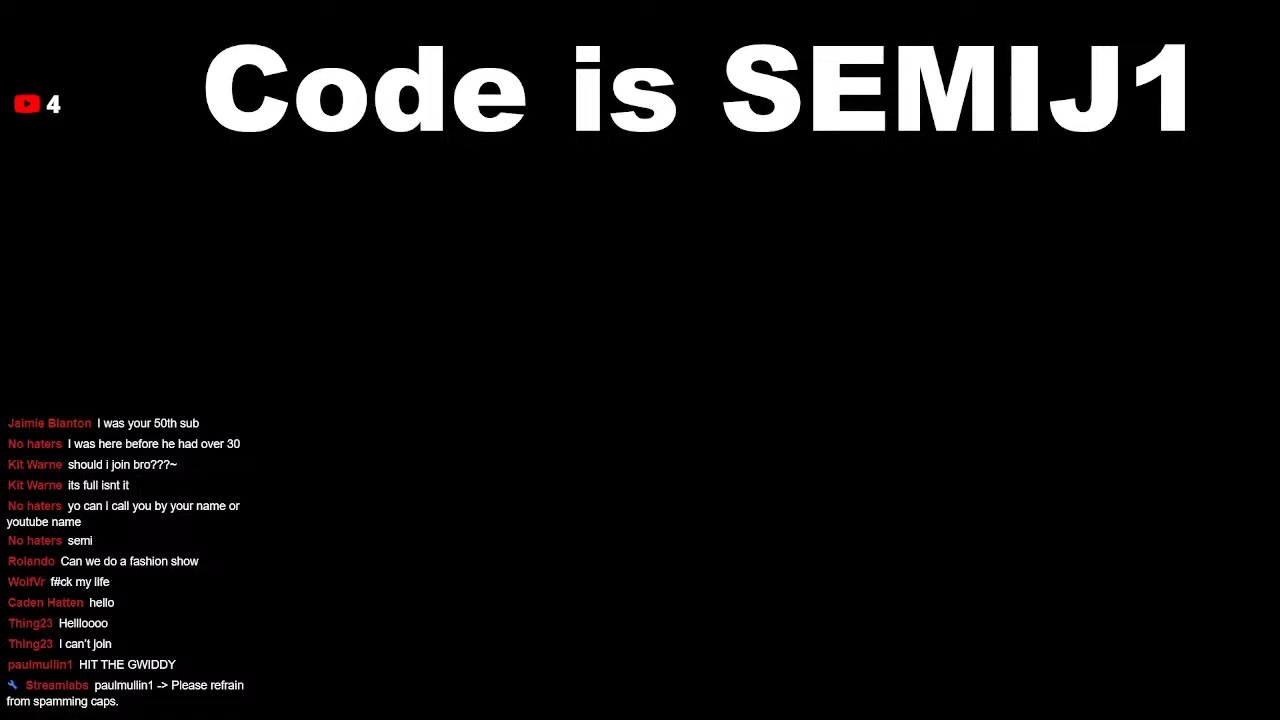 Code is SEMIJ1
4
Jaimie Blanton I was your 50th sub
No haters I was here before he had over 30
Kit Warne should i join bro???~
Kit Warne its full isnt it
No haters yo can I call you by your name or
youtube name
No haters semi
Rolando Can we do a fashion show
WolfVr f#ck my life
Caden Hatten hello
Thing23 Hellloooo
Thing23 I can't join
paulmullin1 HIT THE GWIDDY
Streamlabs paulmullin1 -> Please refrain
from spamming caps.